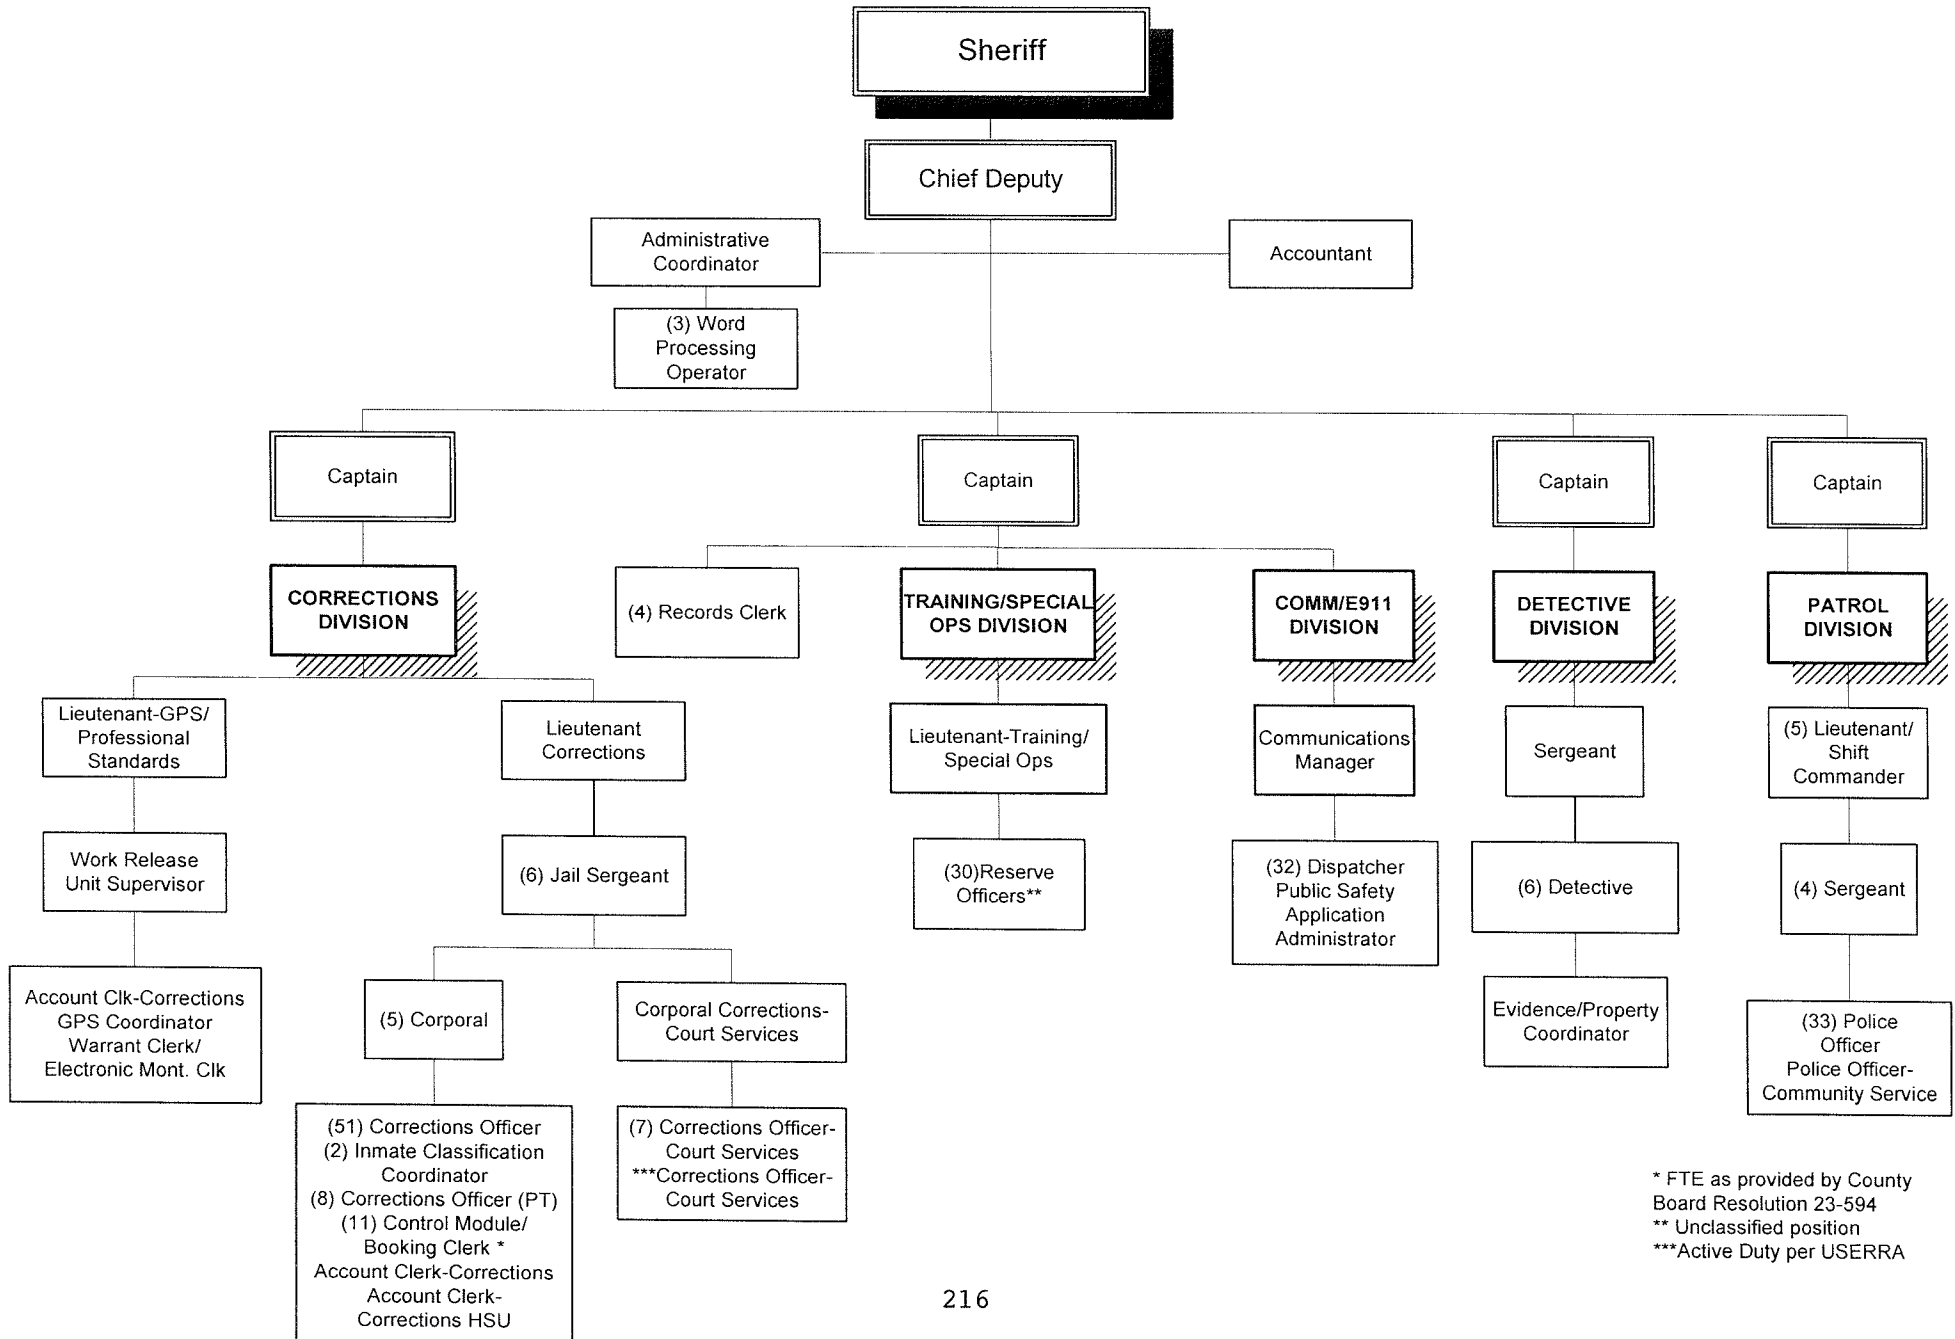 Sheriff
Chief Deputy
Administrative
Coordinator
Accountant
(3) Word
Processing
Operator
Captain
Captain
Captain
Captain
CORRECTIONS
DIVISION
(4) Records Clerk
TRAINING/SPECIAL
OPS DIVISION
COMM/E911
DIVISION
DETECTIVE
DIVISION
PATROL
DIVISION
Lieutenant-GPS/
Professional
Standards
Lieutenant
Corrections
Lieutenant-Training/
Special Ops
Communications
Manager
Sergeant
(5) Lieutenant/
Shift
Commander
Work Release
Unit Supervisor
(6) Jail Sergeant
(30)Reserve
Officers**
(32) Dispatcher
Public Safety
Application
Administrator
(6) Detective
(4) Sergeant
Account Clk-Corrections
GPS Coordinator
Warrant Clerk/
Electronic Mont. Clk
(5) Corporal
Corporal Corrections-
Court Services
Evidence/Property
Coordinator
(33) Police
Officer
Police Officer-
Community Service
(51) Corrections Officer
(2) Inmate Classification
Coordinator
(8) Corrections Officer (PT)
(11) Control Module/
Booking Clerk *
Account Clerk-Corrections
Account Clerk-
Corrections HSU
(7) Corrections Officer-
Court Services
***Corrections Officer-
Court Services
* FTE as provided by County
Board Resolution 23-594
** Unclassified position
***Active Duty per USERRA
216